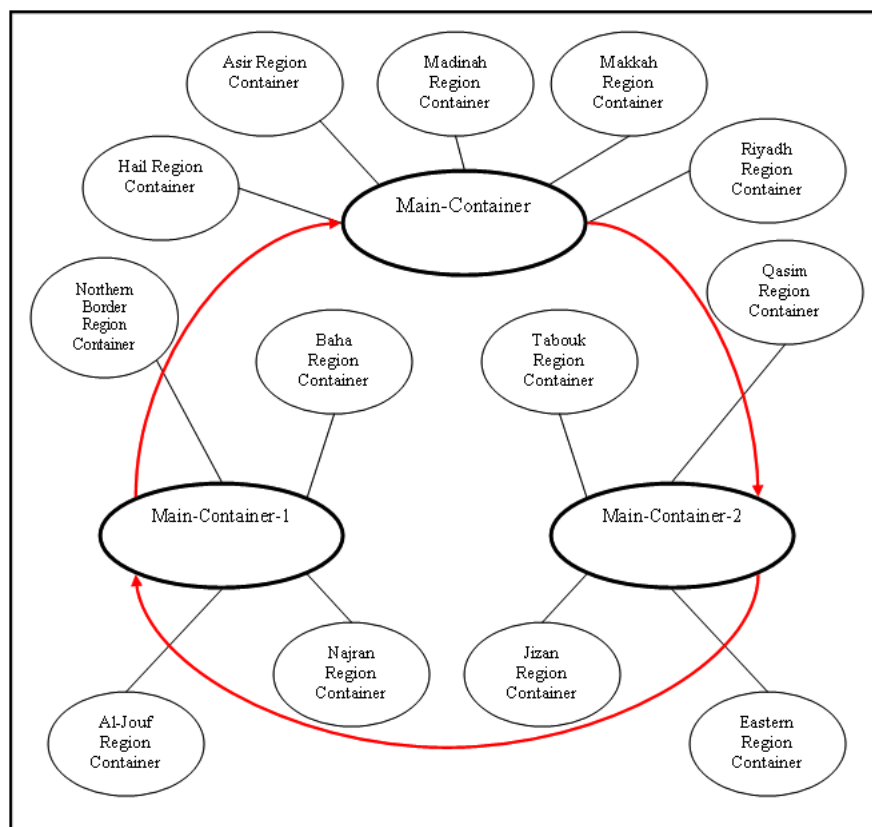 Asir Region
Container
Madinah
Region
Container
Makkah
Region
Container
Hail Region
Container
Riyadh
Region
Container
Main-Container
Northern
Border
Region
Container
Qasim
Region
Container
Baha
Region
Container
Tabouk
Region
Container
Main-Container-1
Main-Container-2
Najran
Region
Container
Jizan
Region
Container
Al-Jouf
Region
Container
Eastern
Region
Container